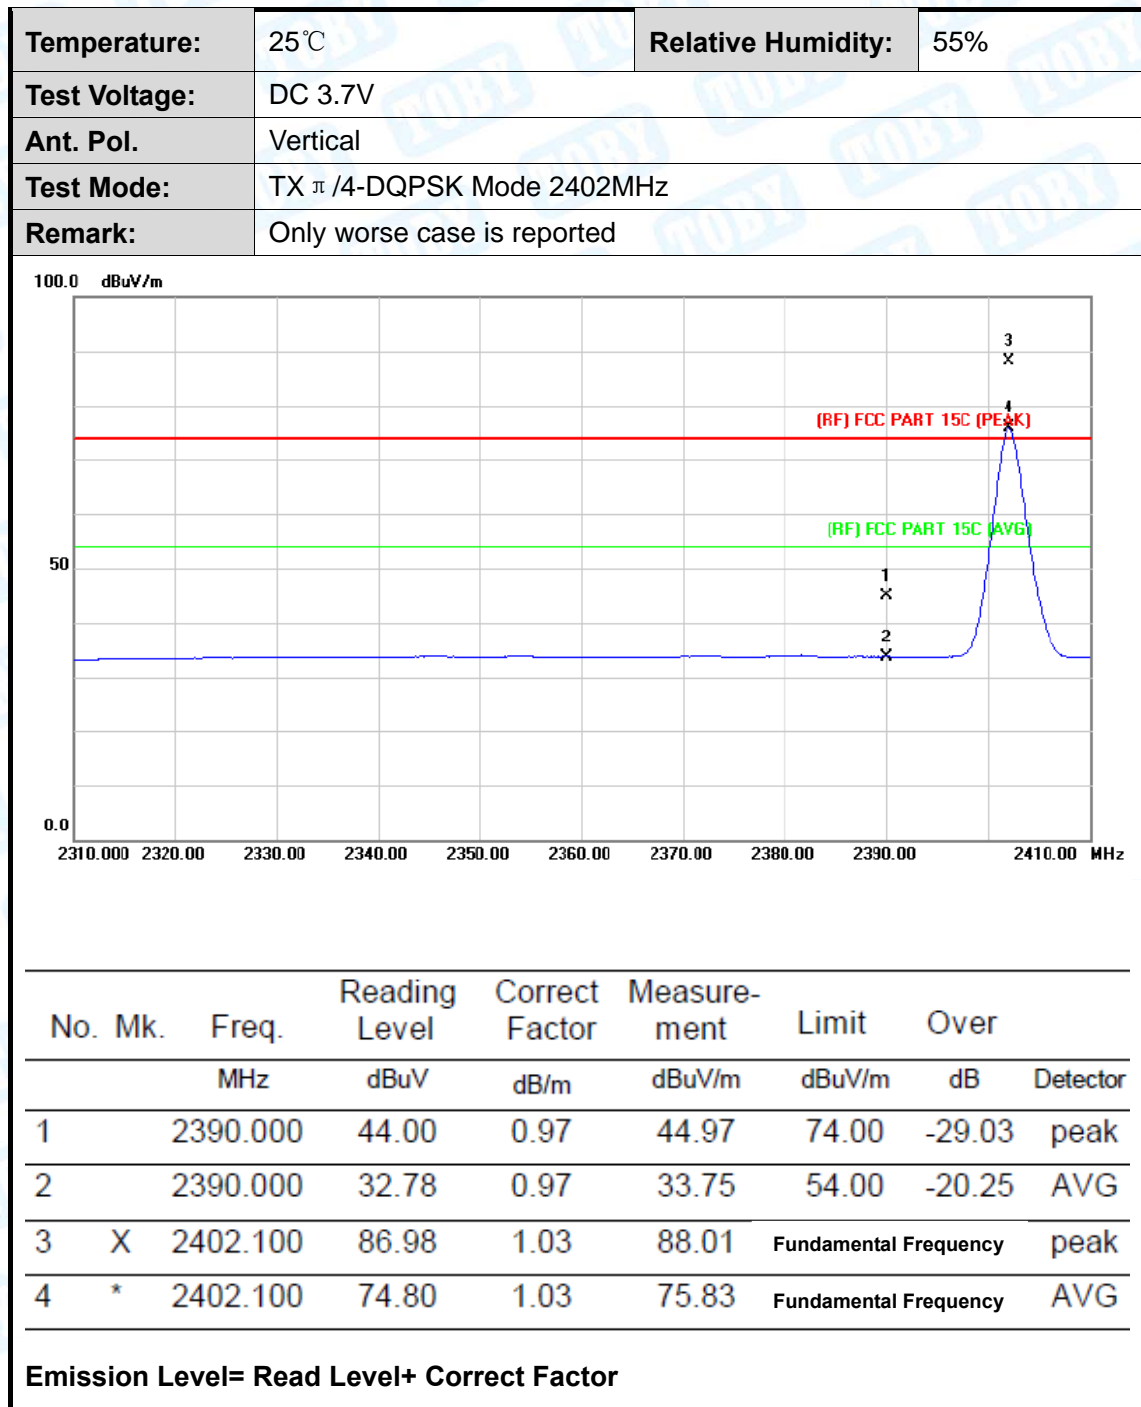 Temperature: 25℃ Relative Humidity: 55%
Test Voltage: DC 3.7V
Ant. Pol. Vertical
Test Mode: TX π/4-DQPSK Mode 2402MHz
Remark: Only worse case is reported
100.0 dBuV/m
3
X
4
X
(RF) FCC PART 15C (PEAK)
(RF) FCC PART 15C (AVG)
50
1
X
2
X
0.0
2310.000 2320.00 2330.00 2340.00 2350.00 2360.00 2370.00 2380.00 2390.00 2410.00 MHz
No. Mk. Freq. Reading Level Correct Factor Measure-ment Limit Over
MHz dBuV dB/m dBuV/m dBuV/m dB Detector
1 2390.000 44.00 0.97 44.97 74.00 -29.03 peak
2 2390.000 32.78 0.97 33.75 54.00 -20.25 AVG
3 X 2402.100 86.98 1.03 88.01 Fundamental Frequency peak
4 * 2402.100 74.80 1.03 75.83 Fundamental Frequency AVG
Emission Level= Read Level+ Correct Factor
TOBY